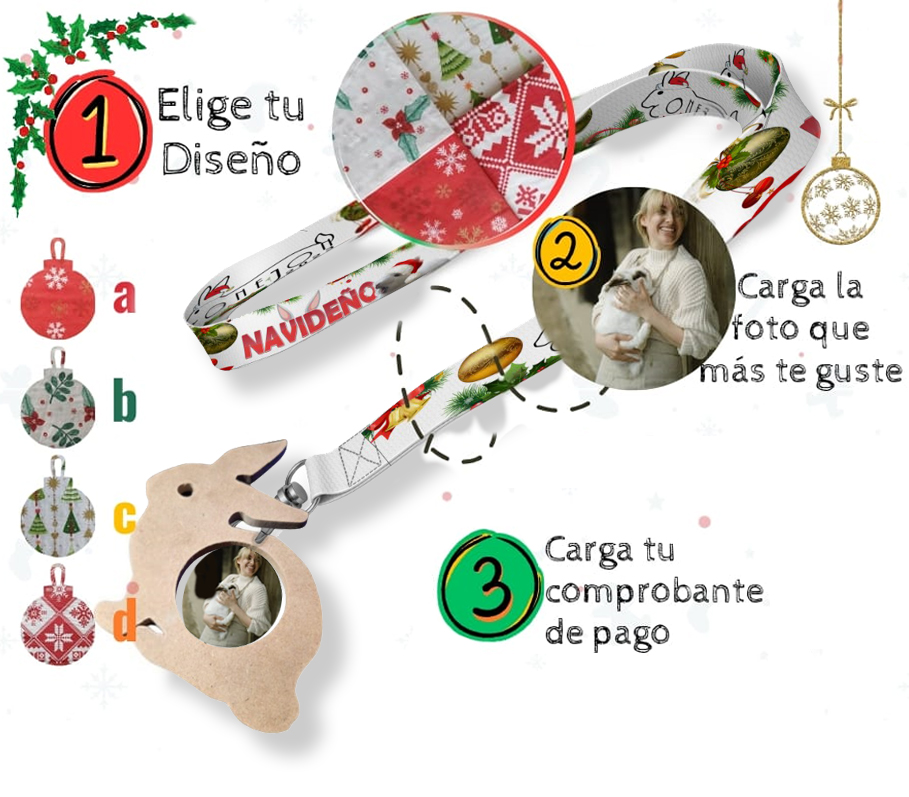 1
Elige tu
Diseño
2
Carga la
foto que
más te guste
a
b
c
d
NAVIDEÑO
3
Carga tu
comprobante
de pago